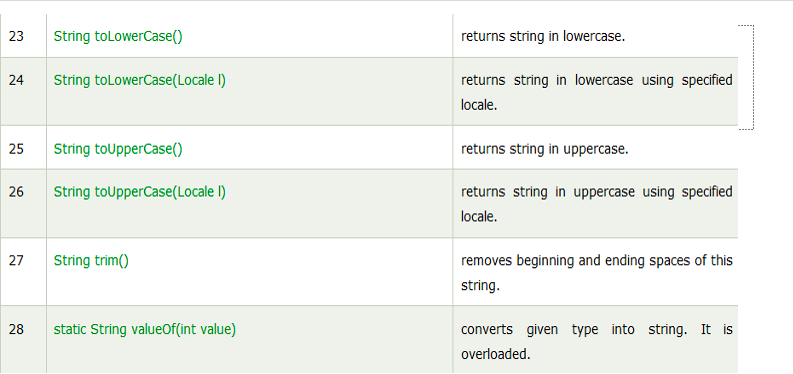 23 String toLowerCase() returns string in lowercase.
24 String toLowerCase(Locale l) returns string in lowercase using specified
locale.
25 String toUpperCase() returns string in uppercase.
26 String toUpperCase(Locale l) returns string in uppercase using specified
locale.
27 String trim() removes beginning and ending spaces of this
string.
28 static String valueOf(int value) converts given type into string. It is
overloaded.